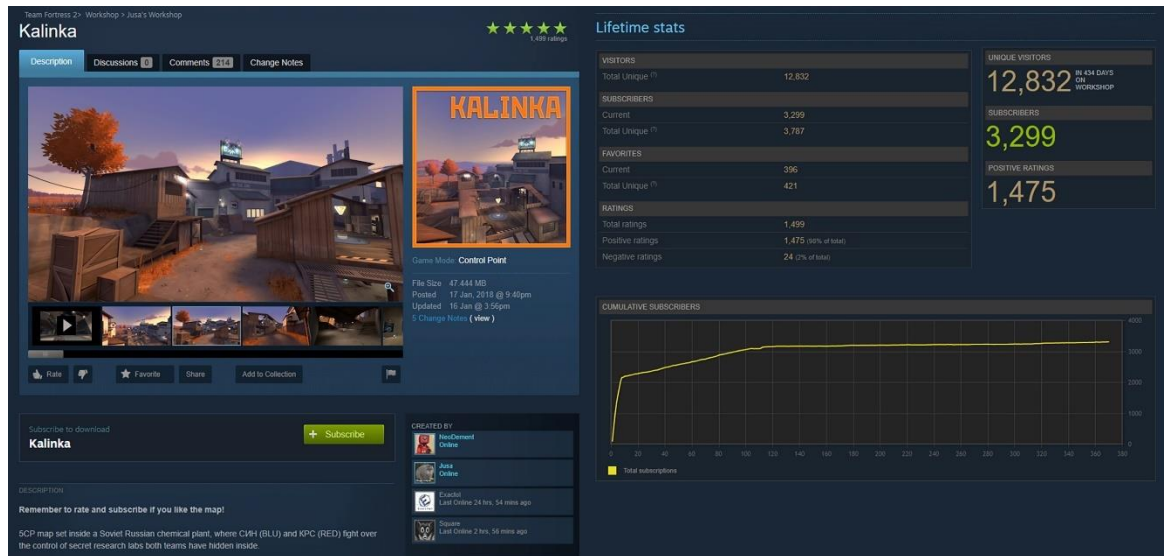 Team Fortress 2> Workshop > Jusa's Workshop
Kalinka
1,499 ratings
Description
Discussions 0
Comments 214
Change Notes
KALINKA
Game Mode: Control Point
File Size 47.444 MB
Posted 17 Jan, 2018 @ 9:40pm
Updated 16 Jan @ 3:56pm
5 Change Notes ( view )
Rate
Favorite
Share
Add to Collection
Subscribe to download
Kalinka
+ Subscribe
CREATED BY
NeoDement
Online
Jusa
Online
Exactol
Last Online 24 hrs, 54 mins ago
Square
Last Online 2 hrs, 56 mins ago
DESCRIPTION
Remember to rate and subscribe if you like the map!
5CP map set inside a Soviet Russian chemical plant, where СИН (BLU) and КРС (RED) fight over
the control of secret research labs both teams have hidden inside.
Lifetime stats
VISITORS
Total Unique (?) 12,832
SUBSCRIBERS
Current 3,299
Total Unique (?) 3,787
FAVORITES
Current 396
Total Unique (?) 421
RATINGS
Total ratings 1,499
Positive ratings 1,475 (98% of total)
Negative ratings 24 (2% of total)
UNIQUE VISITORS
12,832 IN 434 DAYS
ON
WORKSHOP
SUBSCRIBERS
3,299
POSITIVE RATINGS
1,475
CUMULATIVE SUBSCRIBERS
4000
3000
2000
1000
0
0 20 40 60 80 100 120 140 160 180 200 220 240 260 280 300 320 340 360 380
Total subscriptions